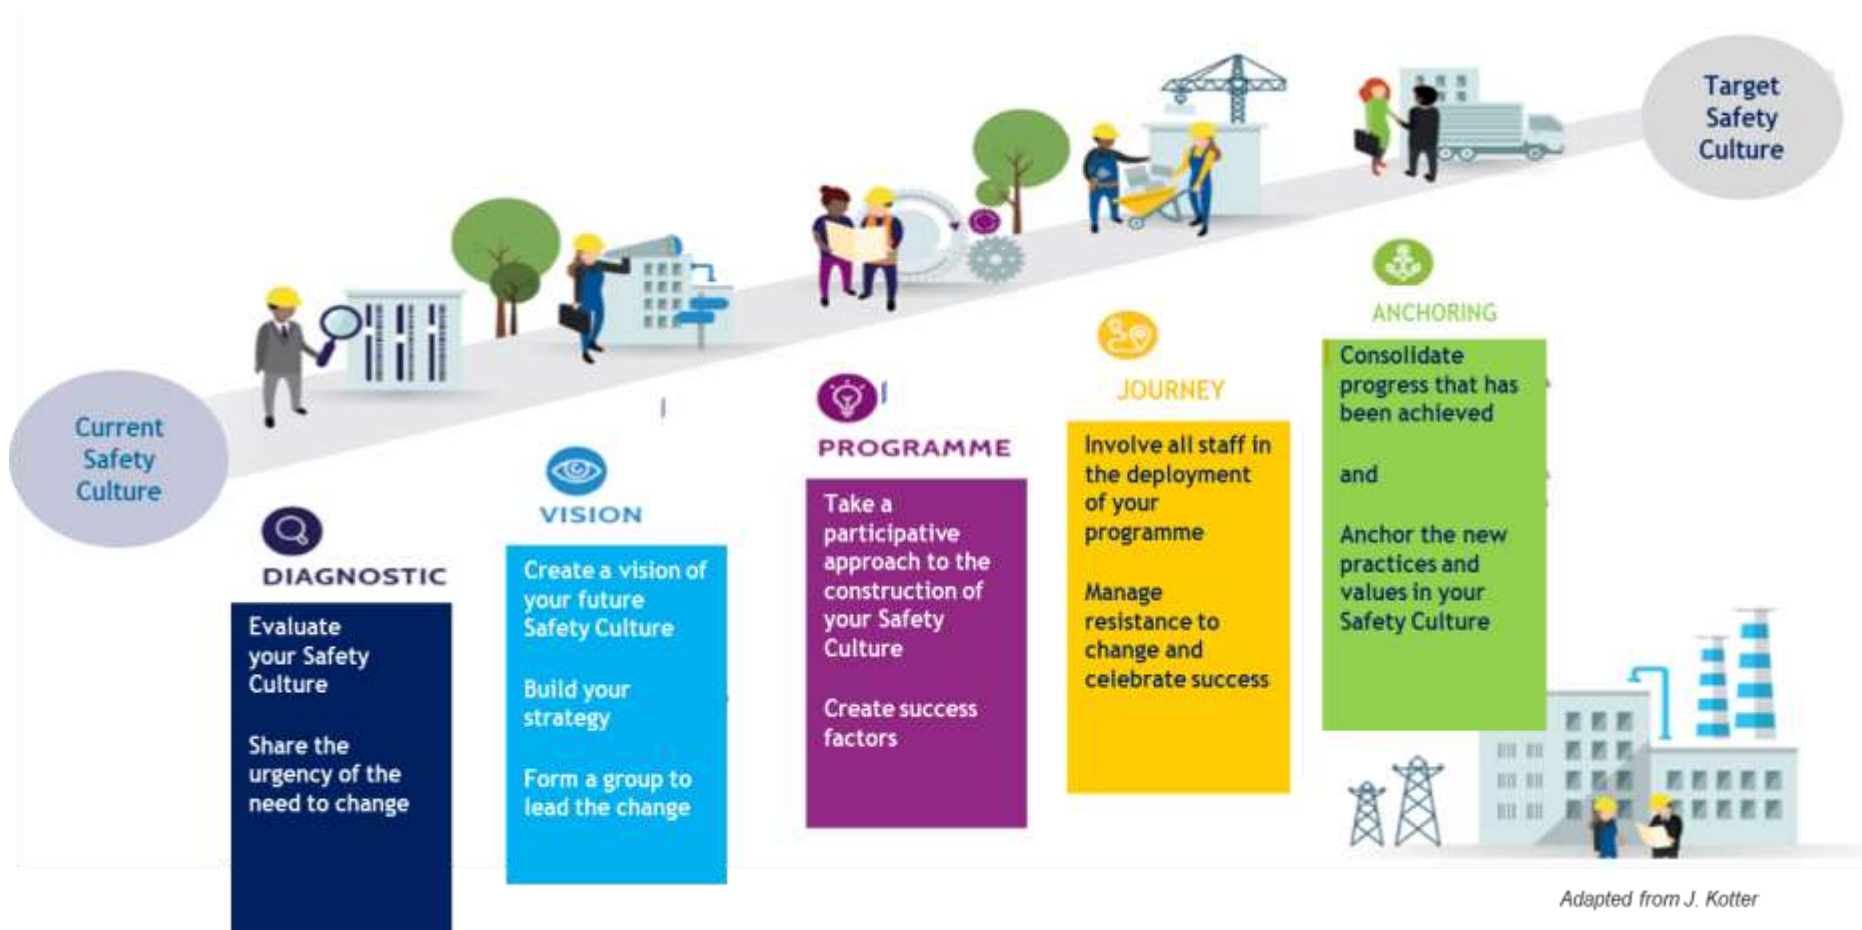 Target
Safety
Culture
Current
Safety
Culture
DIAGNOSTIC
Evaluate
your Safety
Culture
Share the
urgency of the
need to change
VISION
Create a vision of
your future
Safety Culture
Build your
strategy
Form a group to
lead the change
PROGRAMME
Take a
participative
approach to the
construction of
your Safety
Culture
Create success
factors
JOURNEY
Involve all staff in
the deployment
of your
programme
Manage
resistance to
change and
celebrate success
ANCHORING
Consolidate
progress that has
been achieved
and
Anchor the new
practices and
values in your
Safety Culture
Adapted from J. Kotter